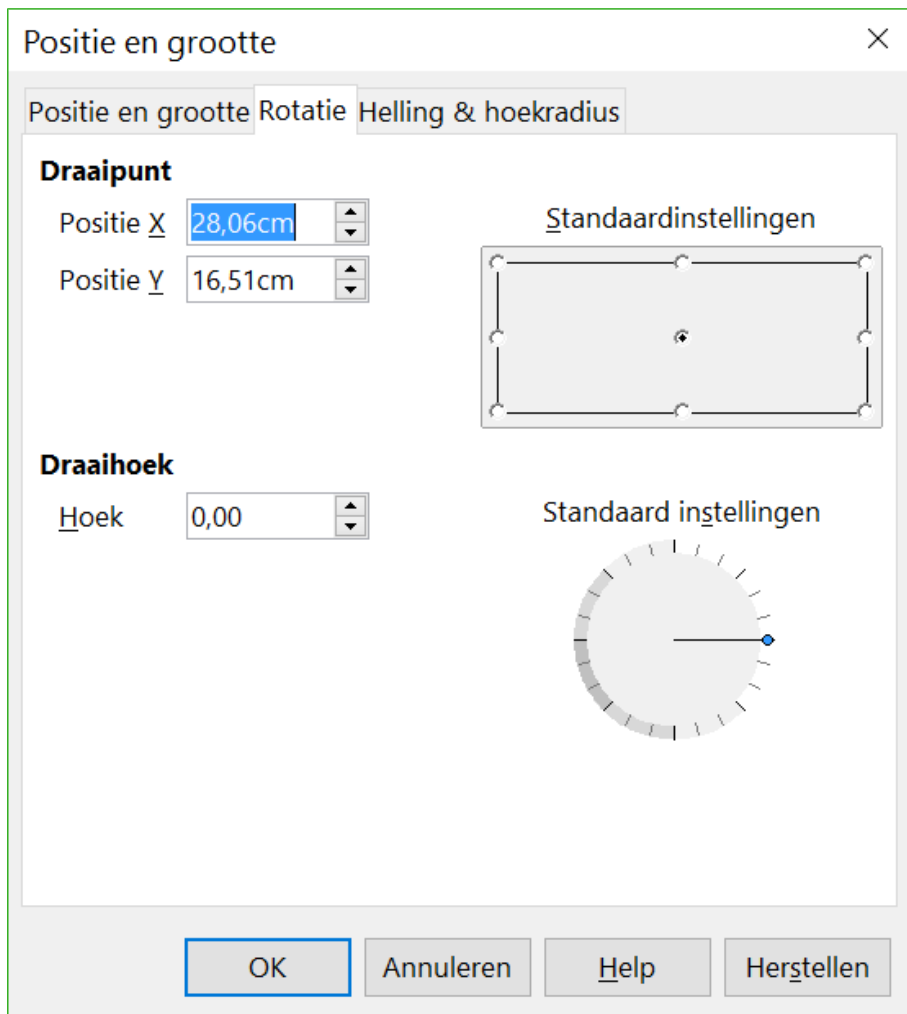 Positie en grootte
Positie en grootte Rotatie Helling & hoekradius
Draaipunt
Positie X 28,06cm
Standaardinstellingen
Positie Y 16,51cm
Draaihoek
Hoek 0,00
Standaard instellingen
OK Annuleren Help Herstellen